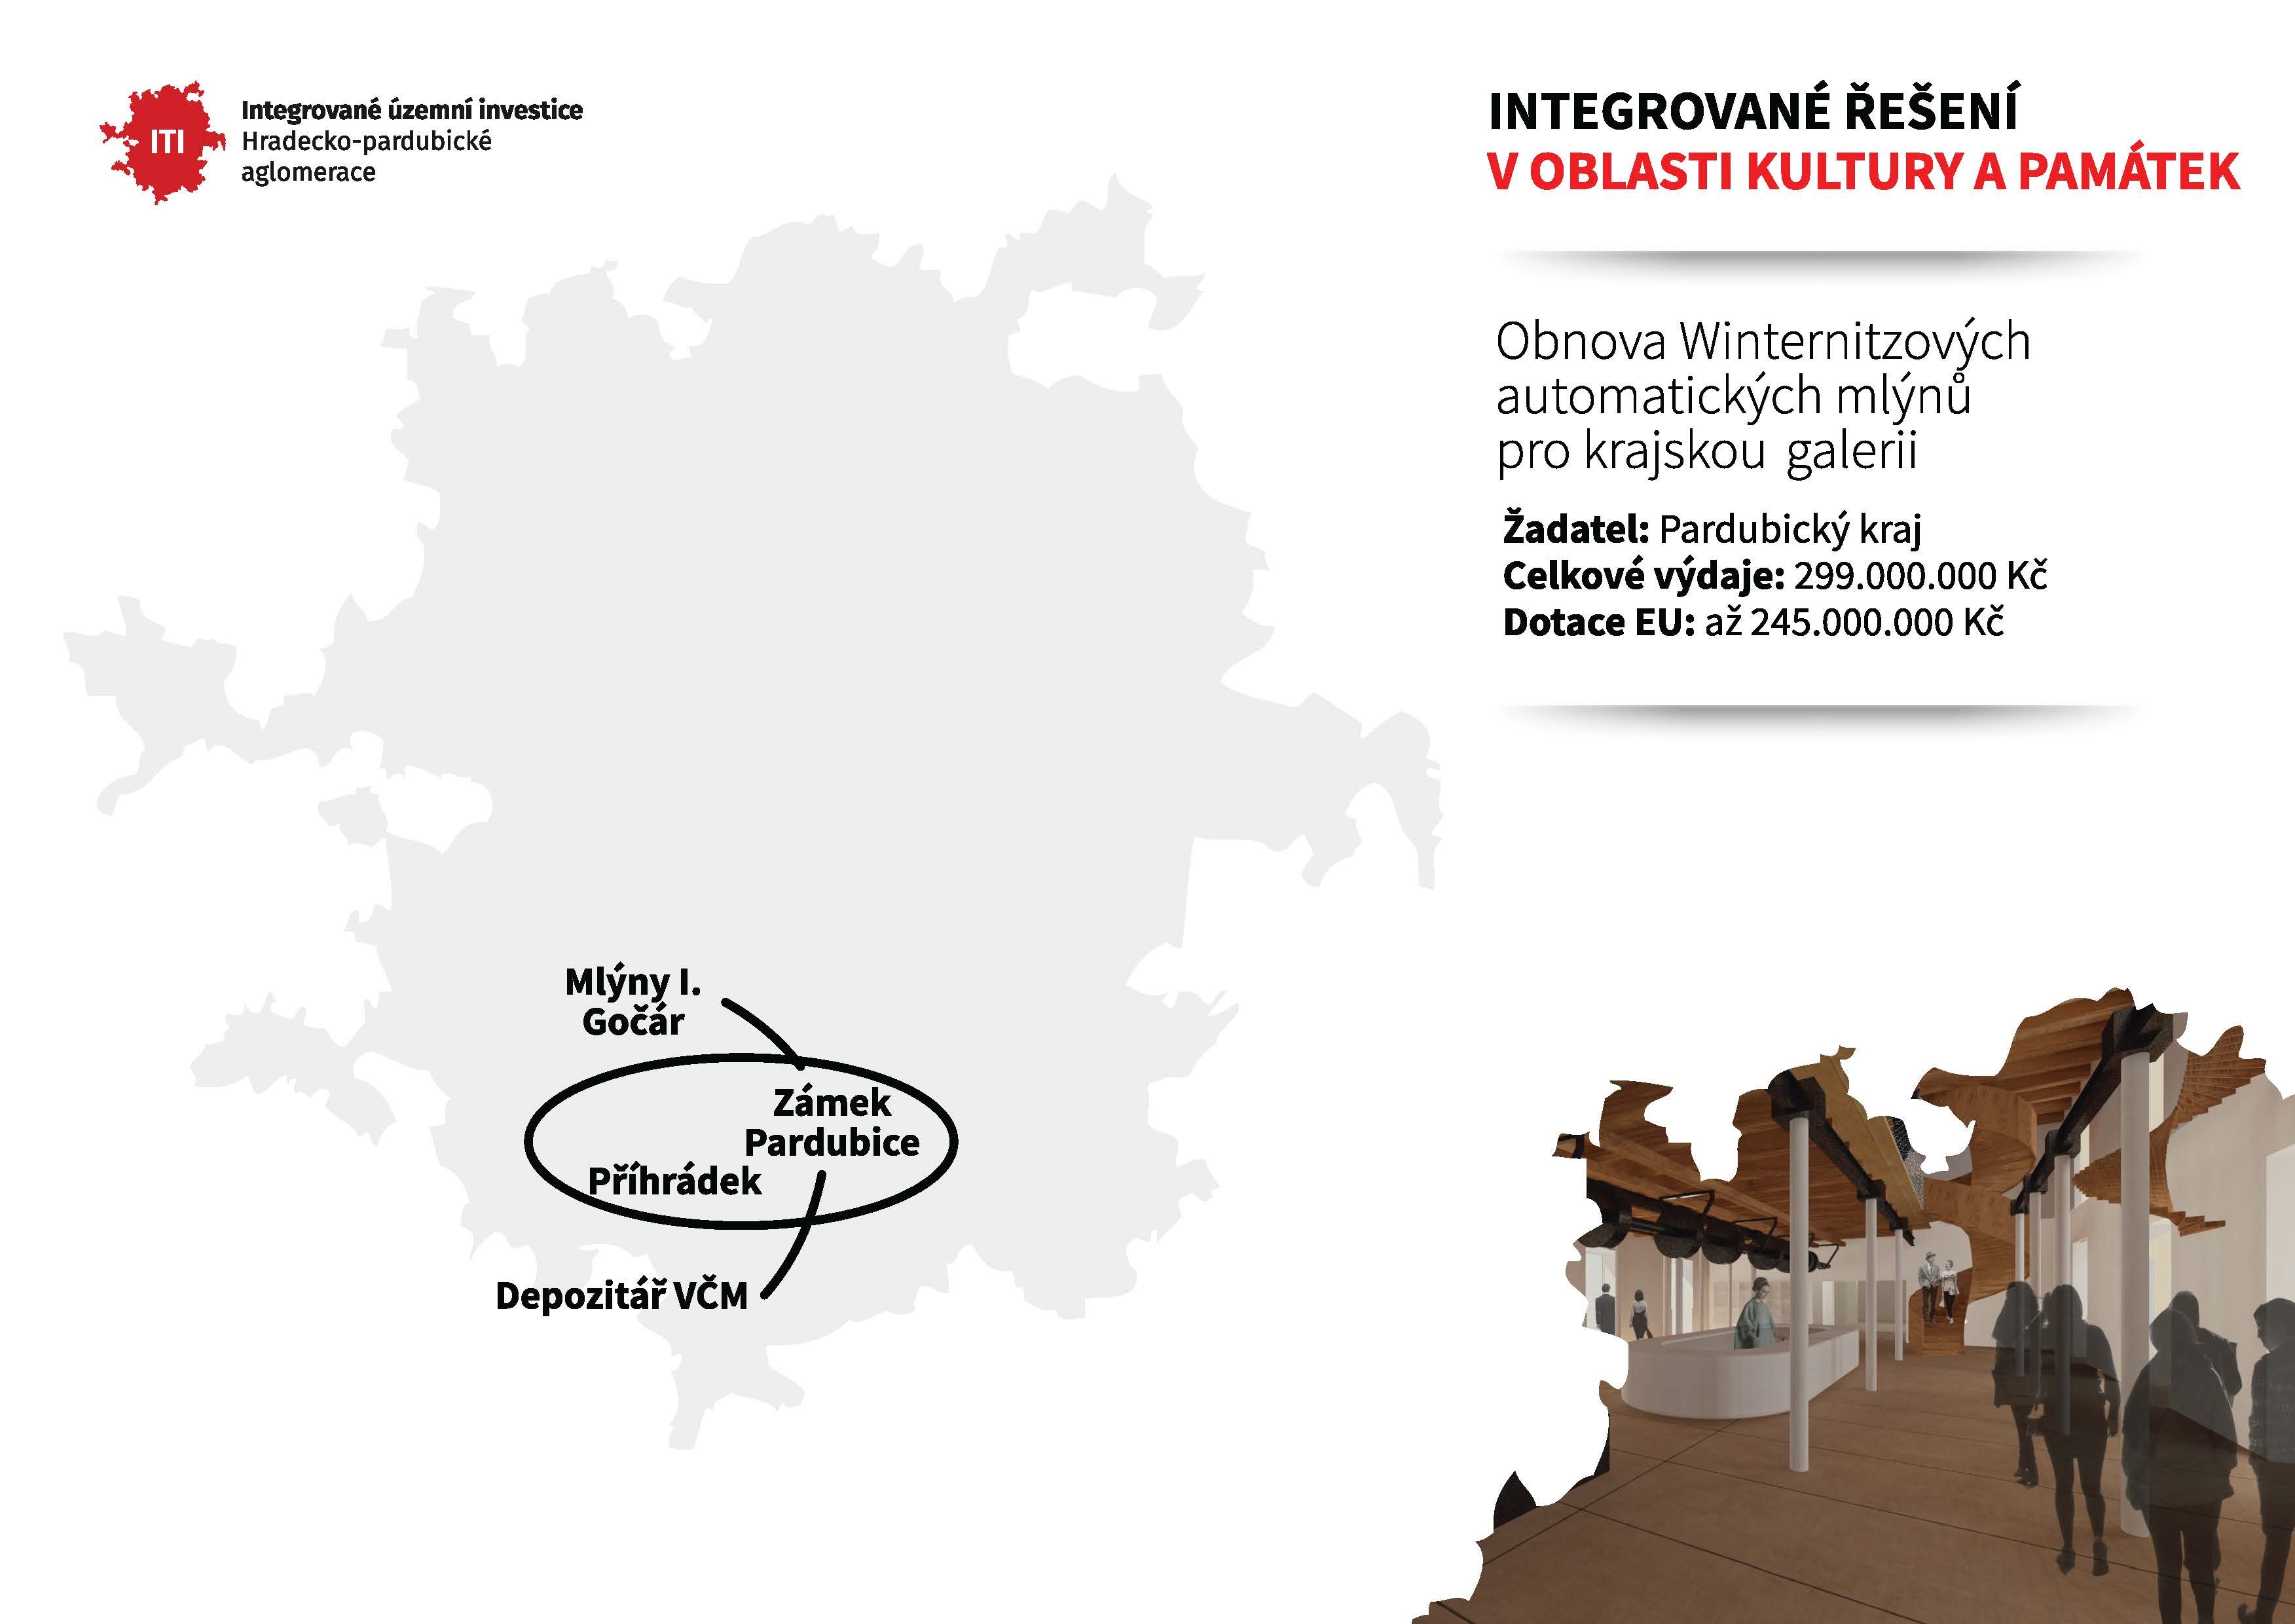 ITI
Integrované územní investice
Hradecko-pardubické
aglomerace
INTEGROVANÉ ŘEŠENÍ
V OBLASTI KULTURY A PAMÁTEK
Obnova Winternitzových
automatických mlýnů
pro krajskou galerii
Žadatel: Pardubický kraj
Celkové výdaje: 299.000.000 Kč
Dotace EU: až 245.000.000 Kč
Mlýny I.
Gočár
Zámek
Pardubice
Příhrádek
Depozitář VČM